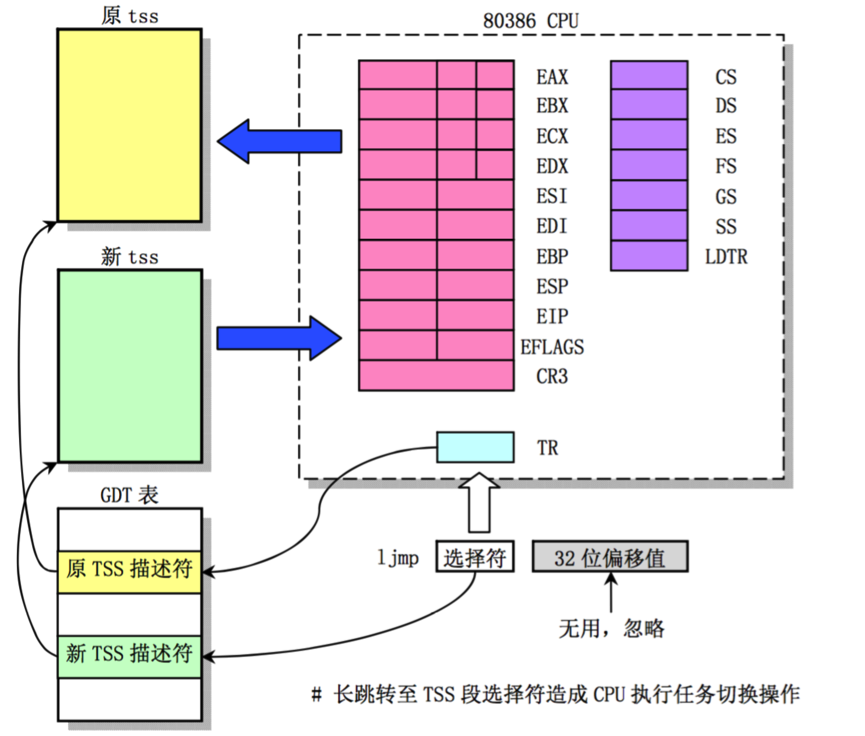 原 tss
80386 CPU
EAX
EBX
ECX
EDX
ESI
EDI
EBP
ESP
EIP
EFLAGS
CR3
CS
DS
ES
FS
GS
SS
LDTR
新 tss
TR
GDT 表
原 TSS 描述符
新 TSS 描述符
ljmp 选择符 32 位偏移值
无用，忽略
# 长跳转至 TSS 段选择符造成 CPU 执行任务切换操作